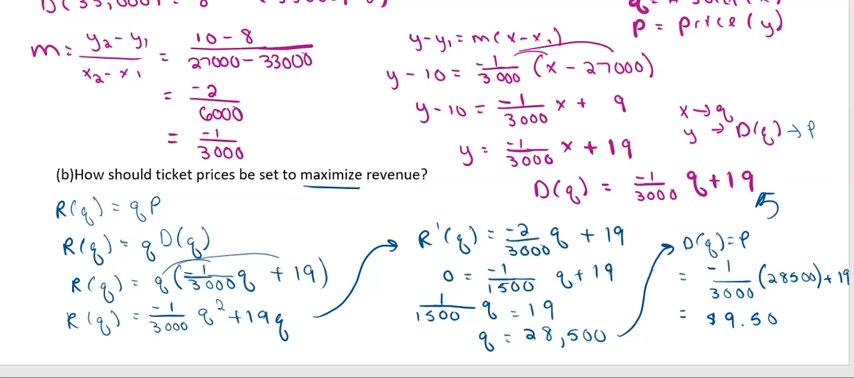 D(33,000) = 8
q =
p = price (y)
m = y₂-y₁ / x₂-x₁ = 10-8 / 27000-33000
= -2 / 6000
= -1 / 3000
y-y₁ = m(x-x₁)
y-10 = -1/3000 (x-27000)
y-10 = -1/3000 x + 9
y = -1/3000 x + 19
x → q
y → D(q) → P
D(q) = -1/3000 q + 19
(b)How should ticket prices be set to maximize revenue?
R(q) = qP
R(q) = q D(q)
R(q) = q(-1/3000 q + 19)
R(q) = -1/3000 q² + 19q
R'(q) = -2/3000 q + 19
0 = -1/1500 q + 19
1/1500 q = 19
q = 28,500
D(q) = P
= -1/3000 (28500) + 19
= $9.50